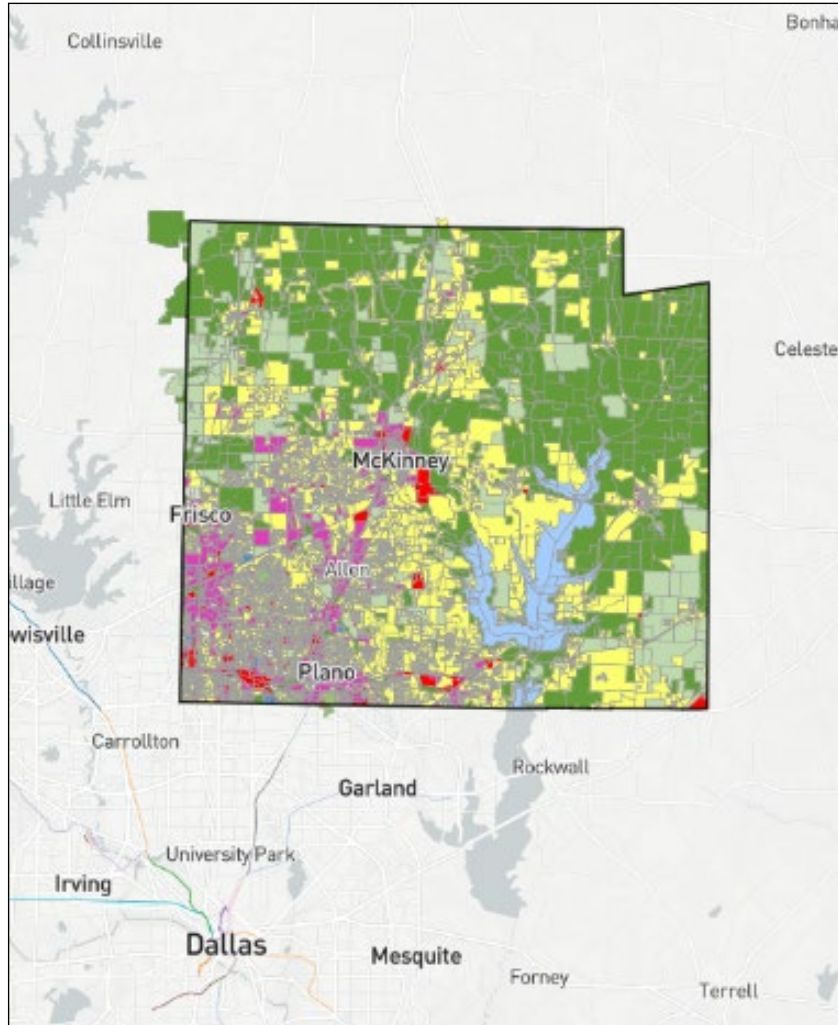 Collinsville
Bonha
Celeste
McKinney
Little Elm
Frisco
Allen
illage
wisville
Plano
Carrollton
Rockwall
Garland
University Park
Irving
Dallas
Mesquite
Forney
Terrell